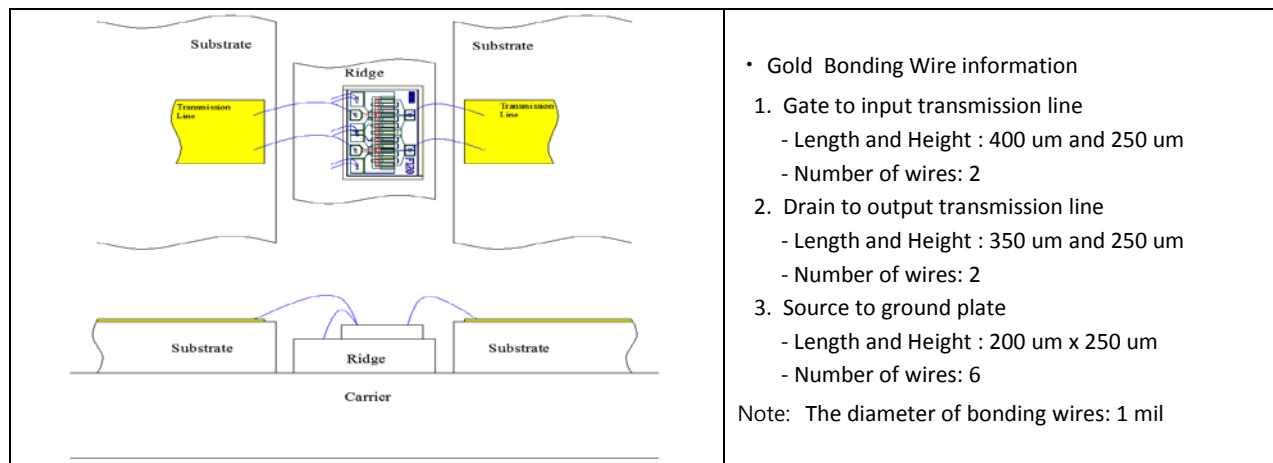 Substrate
Substrate
Ridge
Transmission
Line
Transmission
Line
Substrate
Ridge
Substrate
Carrier
・ Gold Bonding Wire information
1. Gate to input transmission line
- Length and Height : 400 um and 250 um
- Number of wires: 2
2. Drain to output transmission line
- Length and Height : 350 um and 250 um
- Number of wires: 2
3. Source to ground plate
- Length and Height : 200 um x 250 um
- Number of wires: 6
Note: The diameter of bonding wires: 1 mil